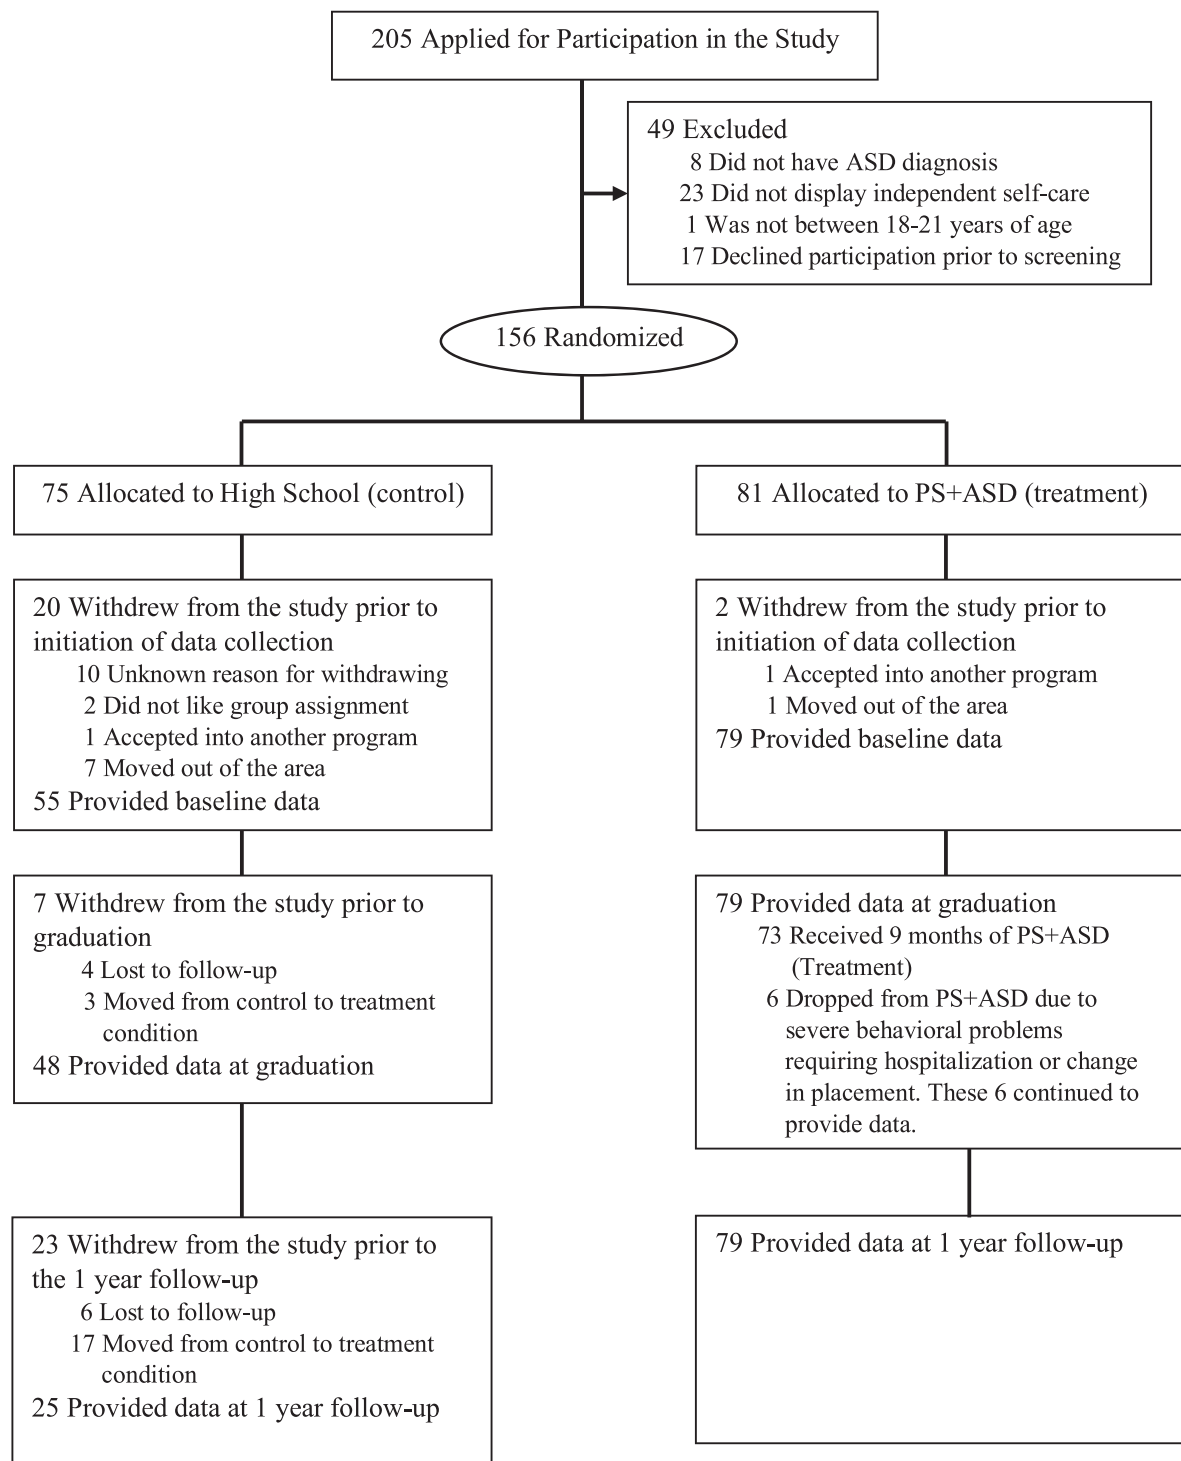 205 Applied for Participation in the Study
49 Excluded
8 Did not have ASD diagnosis
23 Did not display independent self-care
1 Was not between 18-21 years of age
17 Declined participation prior to screening
156 Randomized
75 Allocated to High School (control)
81 Allocated to PS+ASD (treatment)
20 Withdrew from the study prior to
initiation of data collection
10 Unknown reason for withdrawing
2 Did not like group assignment
1 Accepted into another program
7 Moved out of the area
55 Provided baseline data
2 Withdrew from the study prior to
initiation of data collection
1 Accepted into another program
1 Moved out of the area
79 Provided baseline data
7 Withdrew from the study prior to
graduation
4 Lost to follow-up
3 Moved from control to treatment
condition
48 Provided data at graduation
79 Provided data at graduation
73 Received 9 months of PS+ASD
(Treatment)
6 Dropped from PS+ASD due to
severe behavioral problems
requiring hospitalization or change
in placement. These 6 continued to
provide data.
23 Withdrew from the study prior to
the 1 year follow-up
6 Lost to follow-up
17 Moved from control to treatment
condition
25 Provided data at 1 year follow-up
79 Provided data at 1 year follow-up